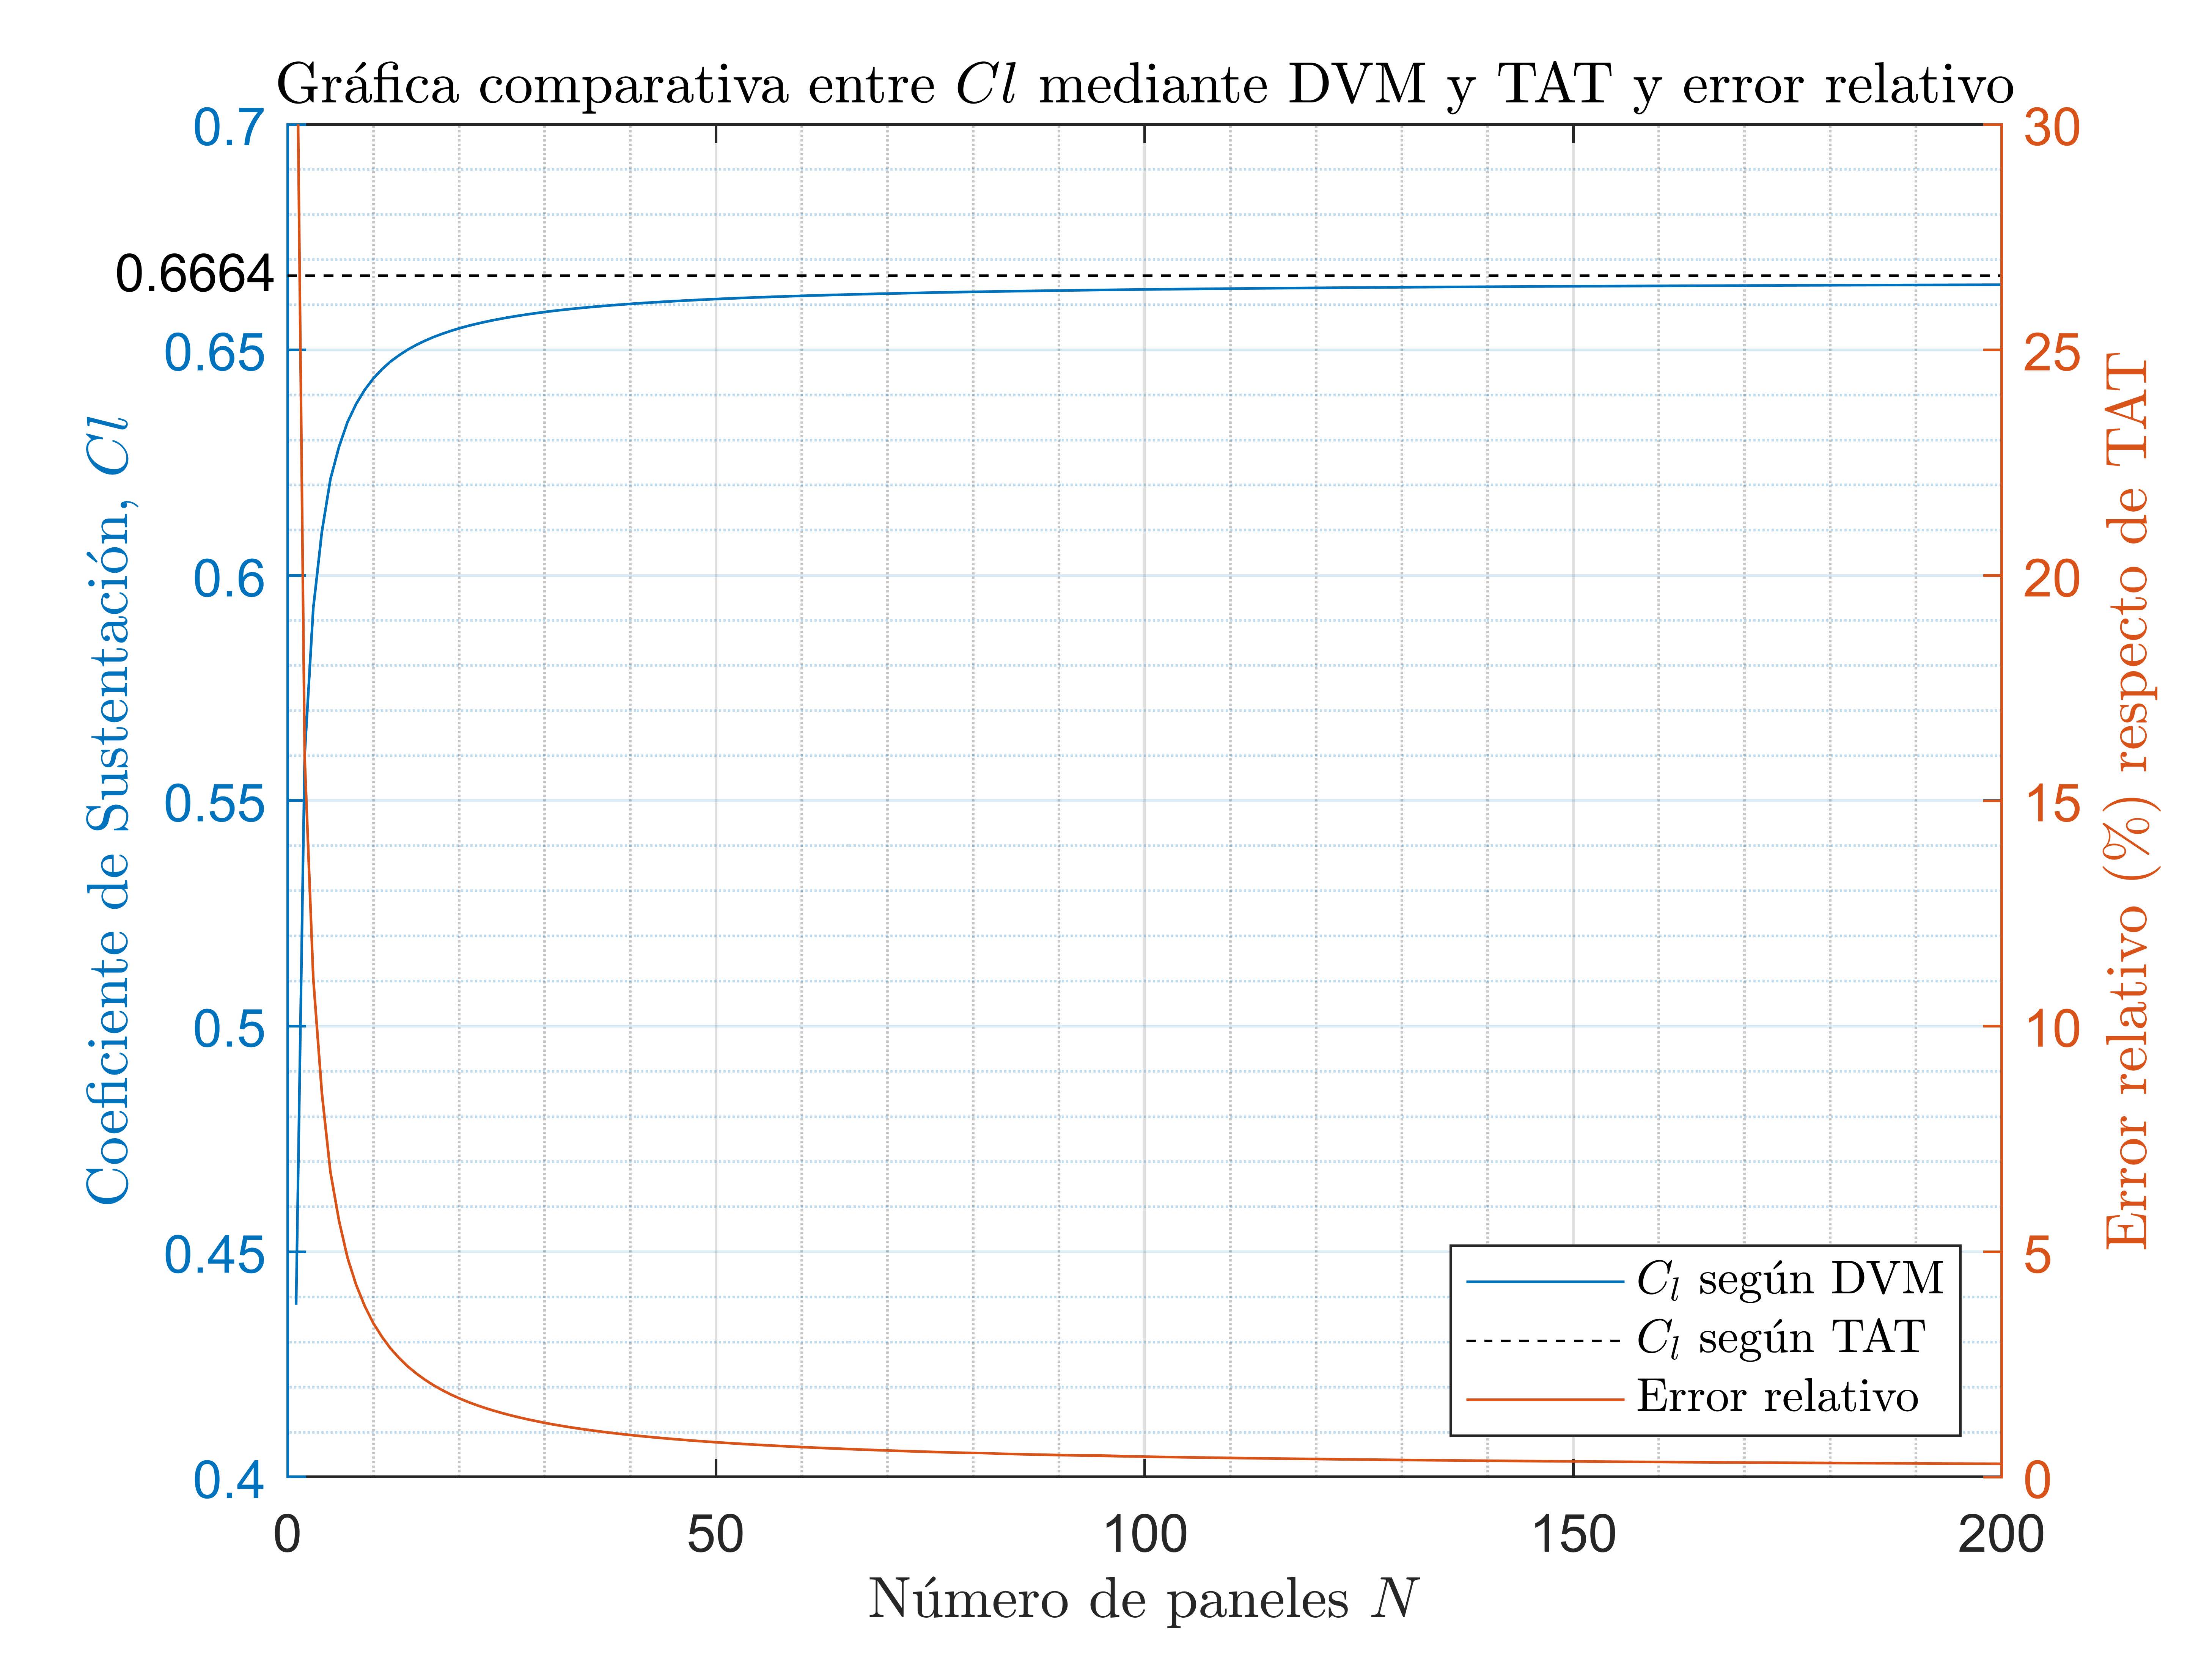 Gráfica comparativa entre Cl mediante DVM y TAT y error relativo
0.7
0.6664
0.65
0.6
0.55
0.5
0.45
0.4
Coeficiente de Sustentación, Cl
30
25
20
15
10
5
0
Error relativo (%) respecto de TAT
C_l según DVM
C_l según TAT
Error relativo
0 50 100 150 200
Número de paneles N